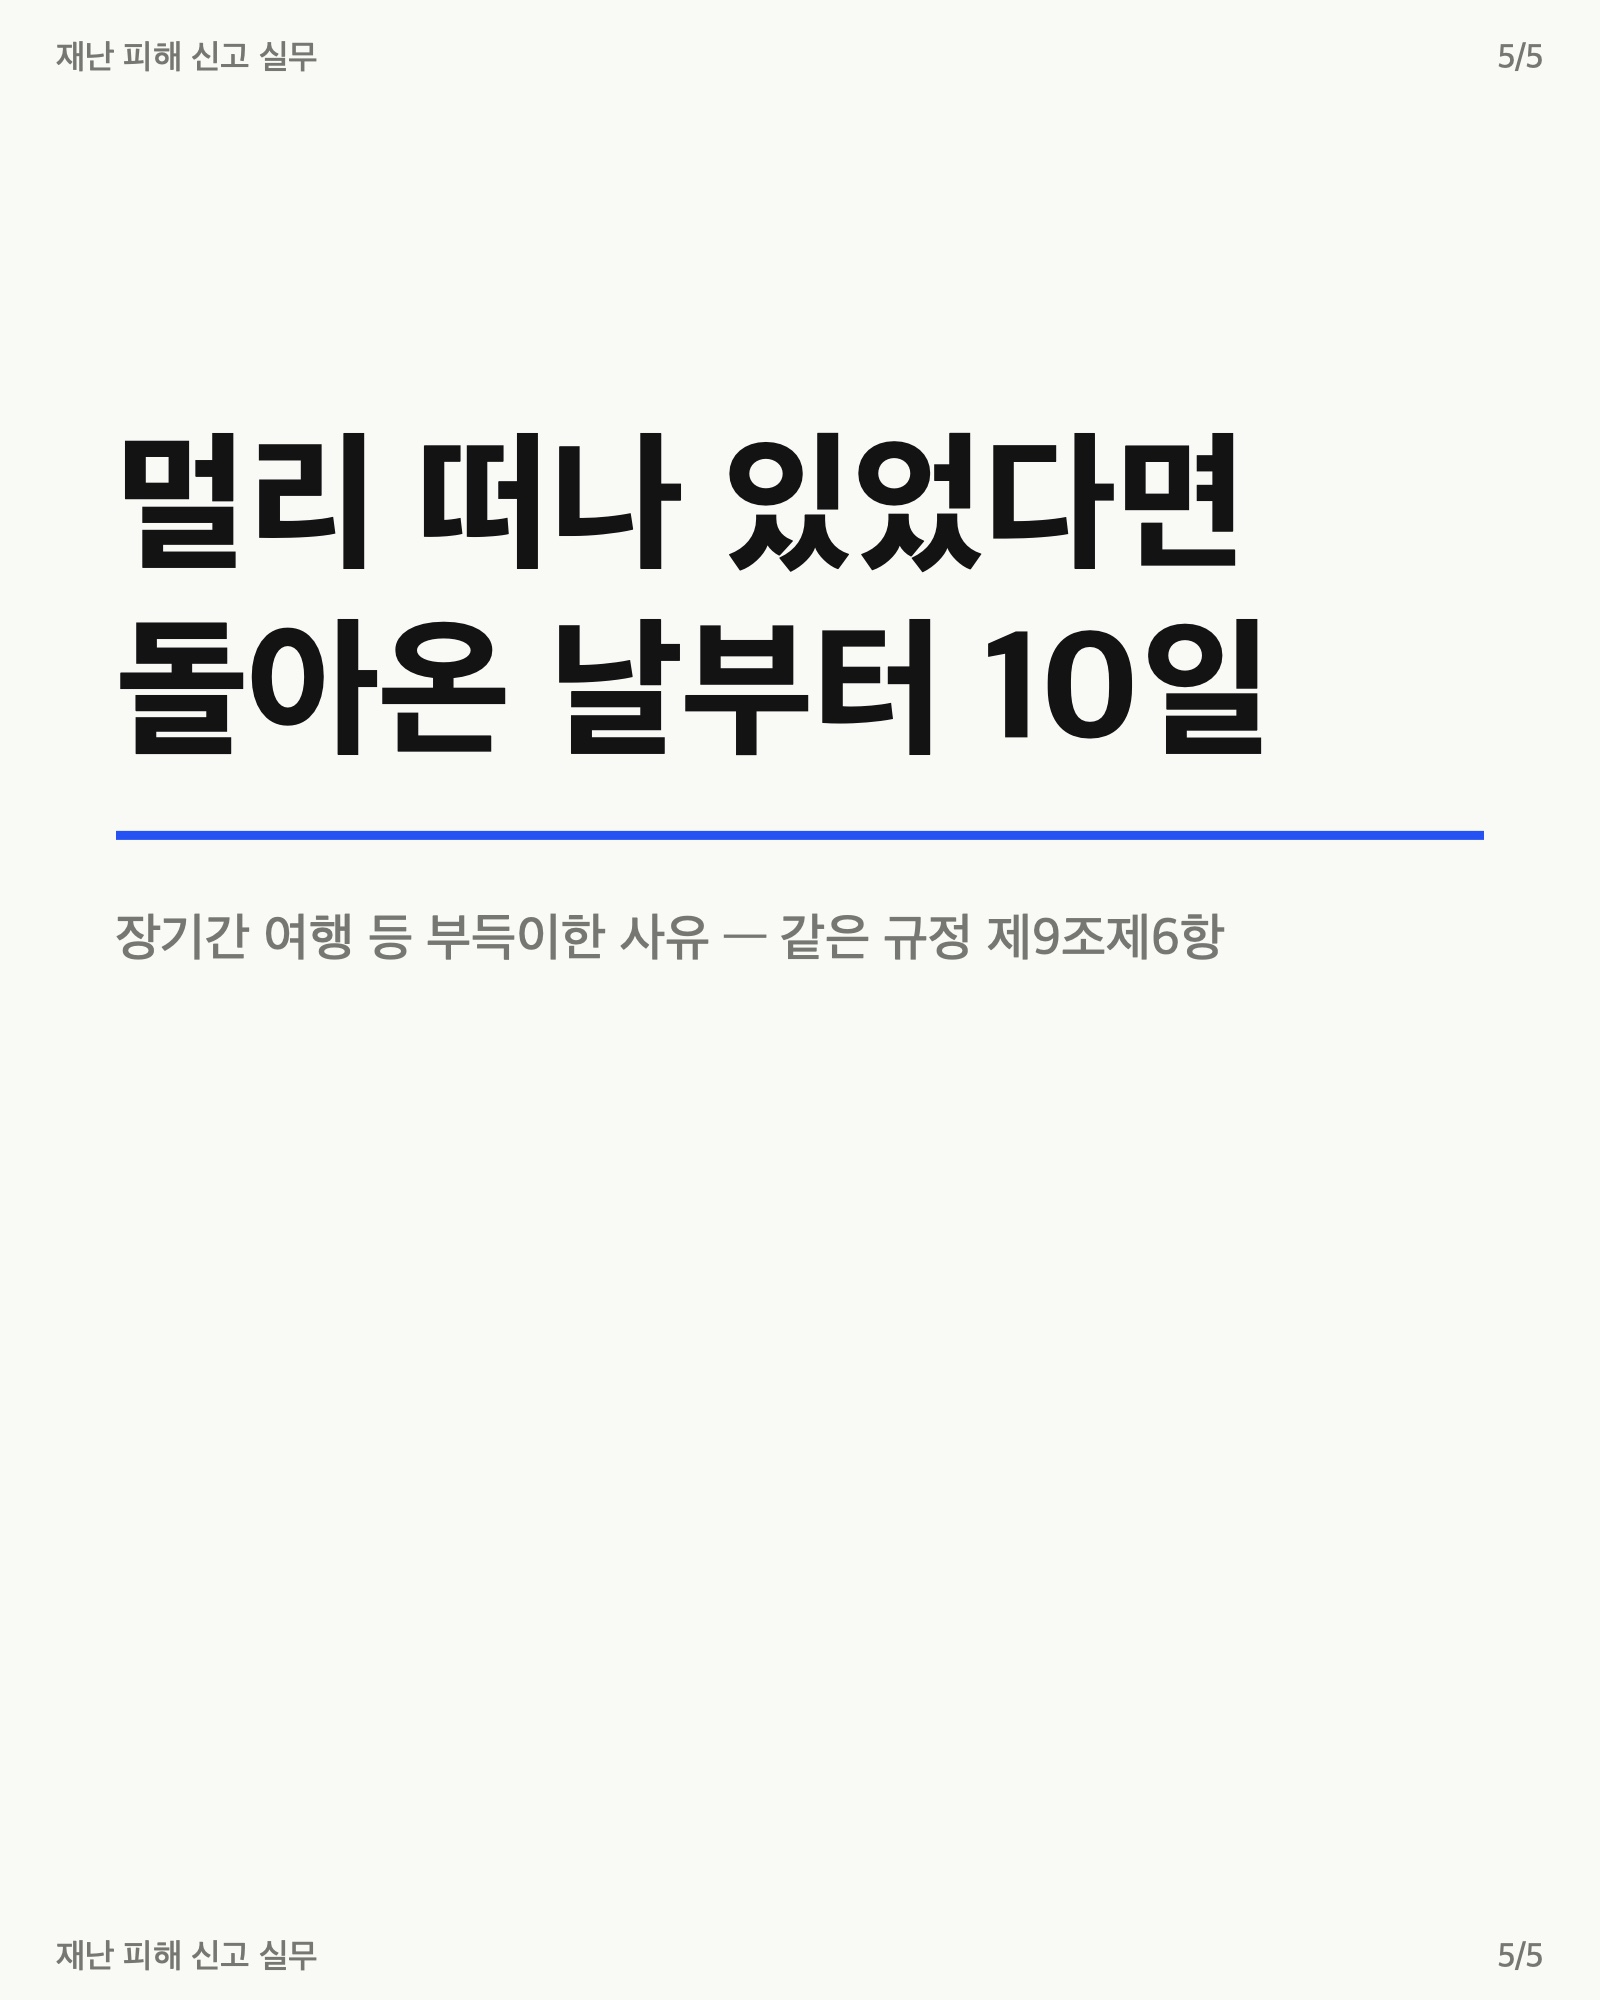 재난 피해 신고 실무
5/5
멀리 떠나 있었다면
돌아온 날부터 10일
장기간 여행 등 부득이한 사유 — 같은 규정 제9조제6항
재난 피해 신고 실무
5/5